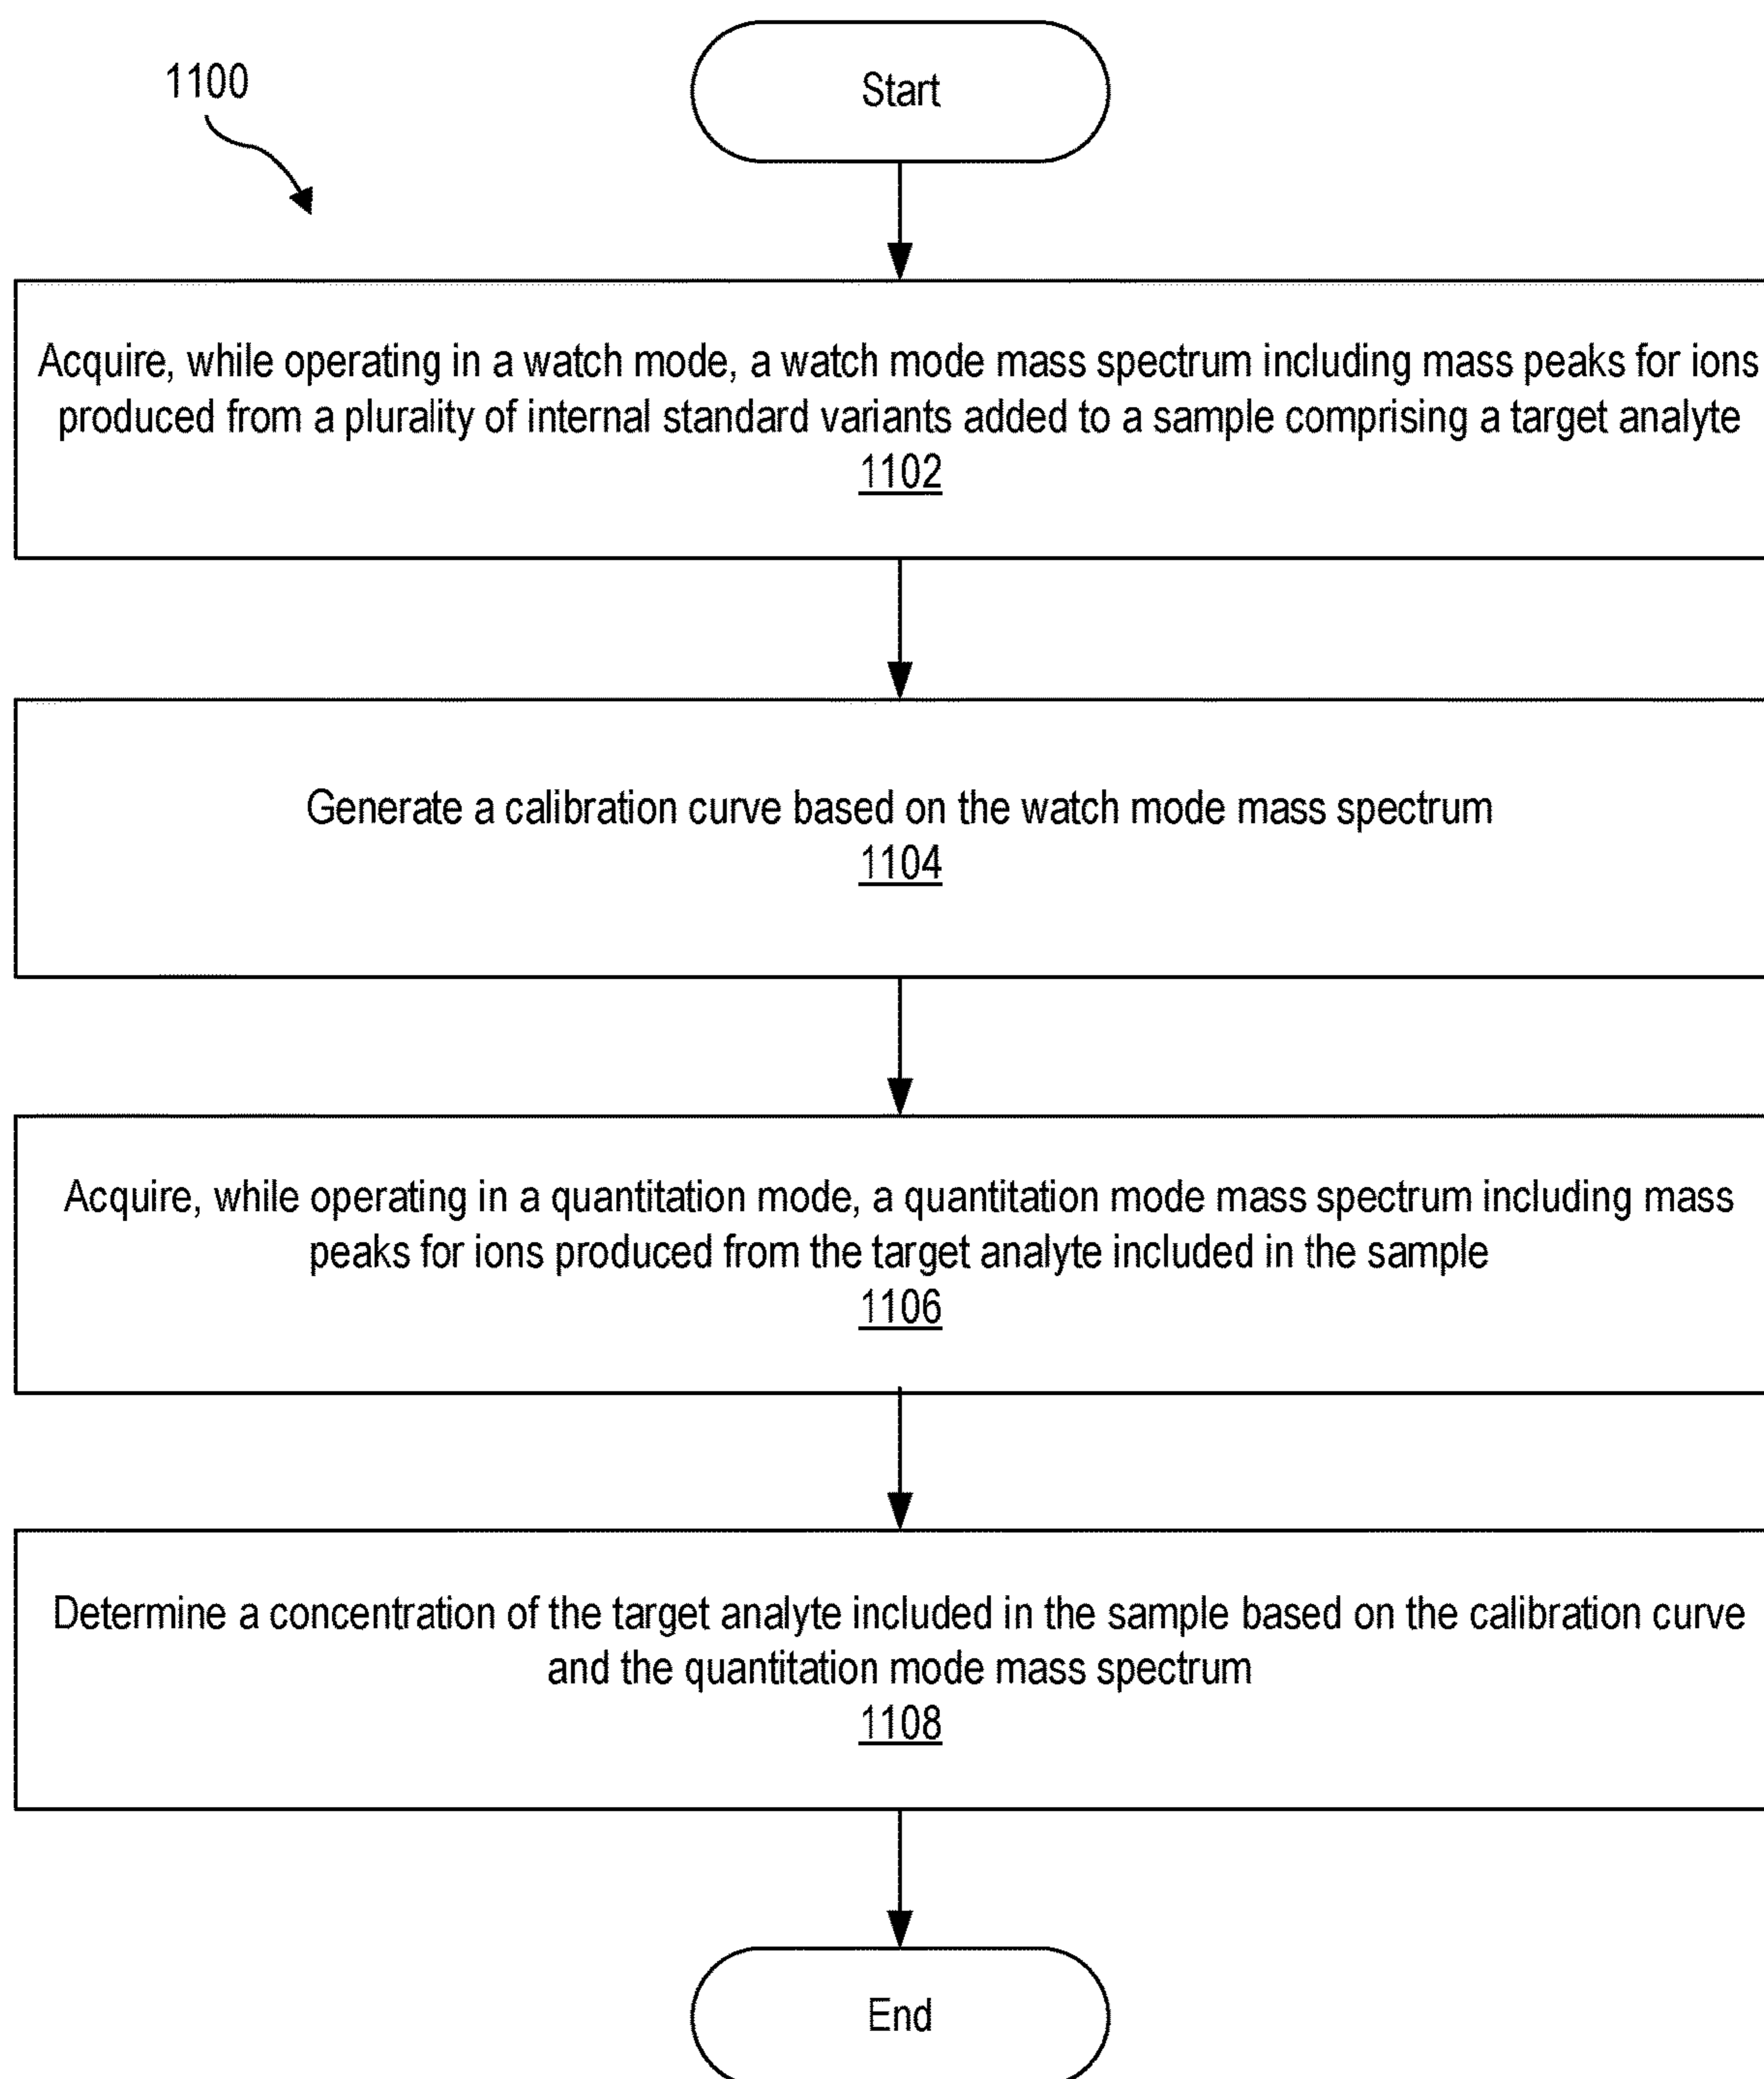 1100
Start
Acquire, while operating in a watch mode, a watch mode mass spectrum including mass peaks for ions
produced from a plurality of internal standard variants added to a sample comprising a target analyte
1102
Generate a calibration curve based on the watch mode mass spectrum
1104
Acquire, while operating in a quantitation mode, a quantitation mode mass spectrum including mass
peaks for ions produced from the target analyte included in the sample
1106
Determine a concentration of the target analyte included in the sample based on the calibration curve
and the quantitation mode mass spectrum
1108
End